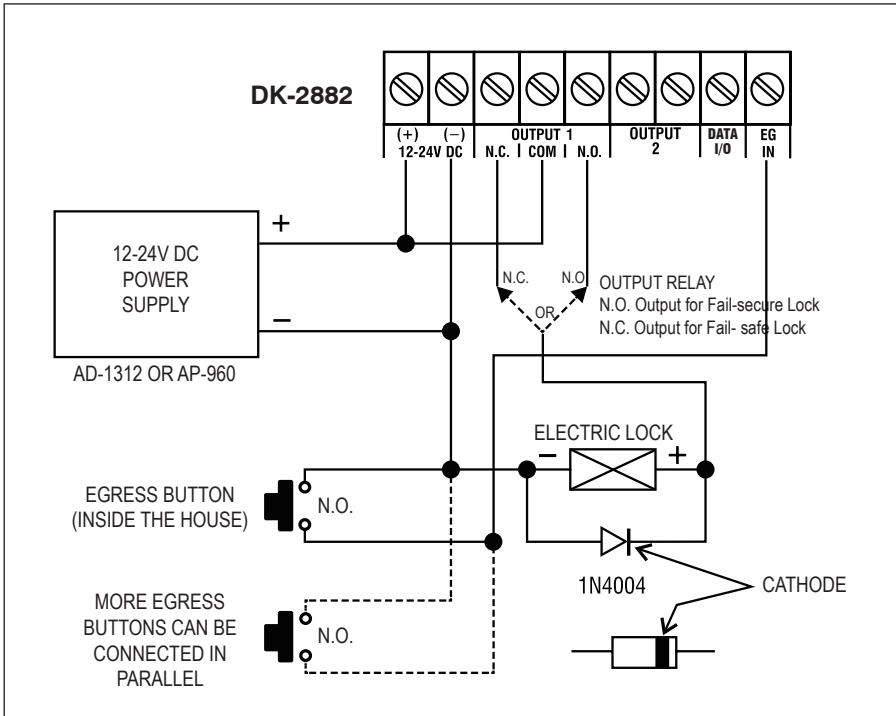 DK-2882
(+) (−) OUTPUT 1 OUTPUT DATA EG
12-24V DC N.C. COM N.O. 2 I/O IN
+
12-24V DC
POWER
SUPPLY
−
AD-1312 OR AP-960
N.C. N.O
OR
OUTPUT RELAY
N.O. Output for Fail-secure Lock
N.C. Output for Fail- safe Lock
ELECTRIC LOCK
− +
EGRESS BUTTON
(INSIDE THE HOUSE)
N.O.
1N4004
CATHODE
MORE EGRESS
BUTTONS CAN BE
CONNECTED IN
PARALLEL
N.O.